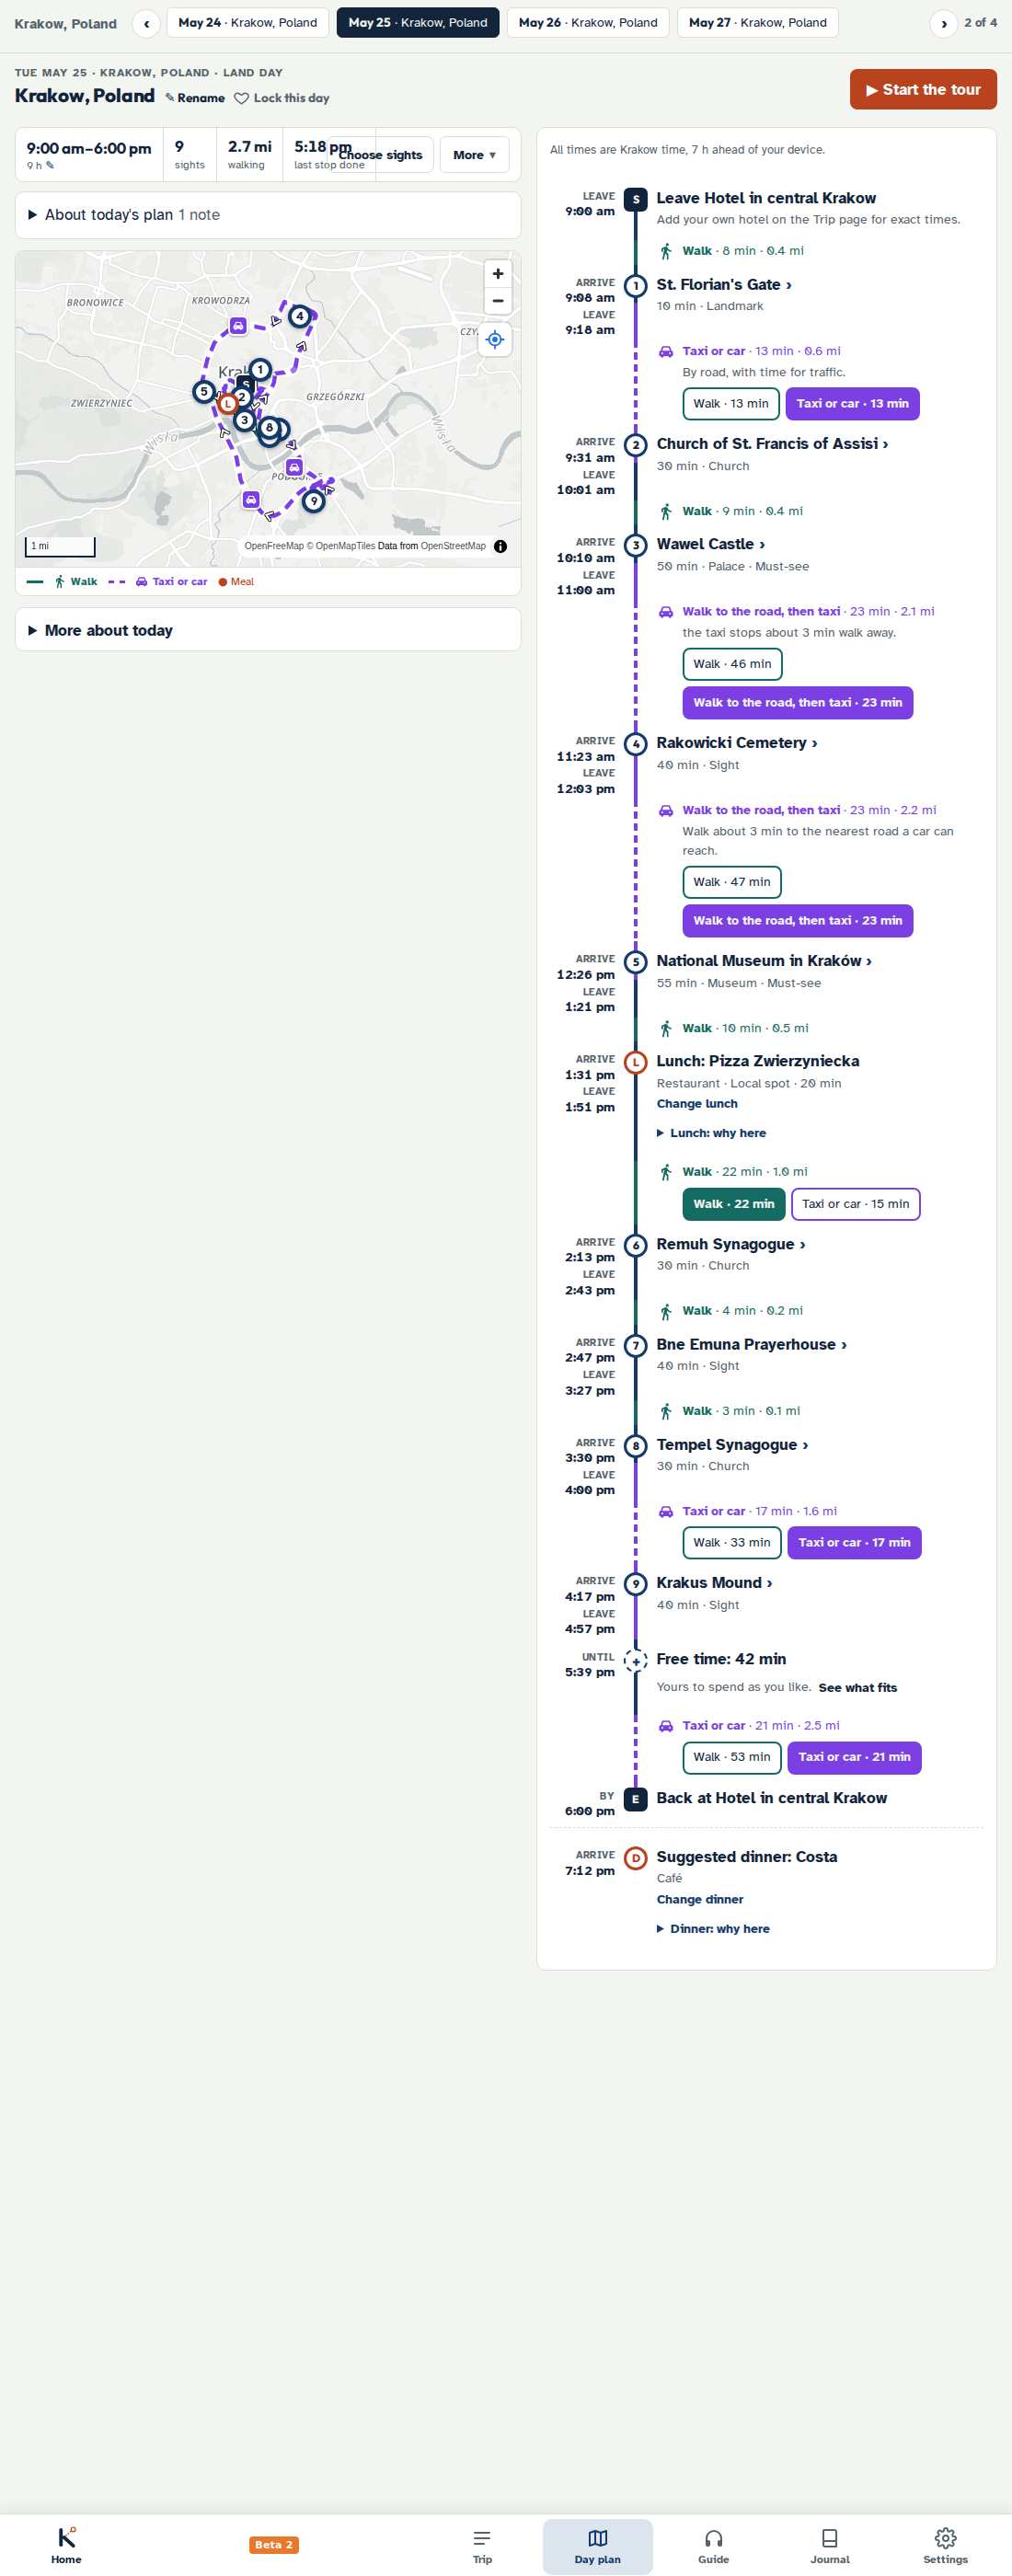 Krakow, Poland
‹
May 24 · Krakow, Poland
May 25 · Krakow, Poland
May 26 · Krakow, Poland
May 27 · Krakow, Poland
›
2 of 4
TUE MAY 25 · KRAKOW, POLAND · LAND DAY
Krakow, Poland
✎ Rename
Lock this day
▶ Start the tour
9:00 am–6:00 pm
9 h ✎
9
sights
2.7 mi
walking
5:18 pm
last stop done
Choose sights
More ▾
▶ About today's plan 1 note
BRONOWICE
KROWODRZA
ZWIERZYNIEC
GRZEGÓRZKI
Wisła
Wisła
+
−
4
1
5
2
L
3
8
9
1 mi
OpenFreeMap © OpenMapTiles Data from OpenStreetMap
Walk
Taxi or car
Meal
▶ More about today
All times are Krakow time, 7 h ahead of your device.
LEAVE
9:00 am
S
Leave Hotel in central Krakow
Add your own hotel on the Trip page for exact times.
Walk · 8 min · 0.4 mi
ARRIVE
9:08 am
LEAVE
9:18 am
1
St. Florian's Gate ›
10 min · Landmark
Taxi or car · 13 min · 0.6 mi
By road, with time for traffic.
Walk · 13 min
Taxi or car · 13 min
ARRIVE
9:31 am
LEAVE
10:01 am
2
Church of St. Francis of Assisi ›
30 min · Church
Walk · 9 min · 0.4 mi
ARRIVE
10:10 am
LEAVE
11:00 am
3
Wawel Castle ›
50 min · Palace · Must-see
Walk to the road, then taxi · 23 min · 2.1 mi
the taxi stops about 3 min walk away.
Walk · 46 min
Walk to the road, then taxi · 23 min
ARRIVE
11:23 am
LEAVE
12:03 pm
4
Rakowicki Cemetery ›
40 min · Sight
Walk to the road, then taxi · 23 min · 2.2 mi
Walk about 3 min to the nearest road a car can
reach.
Walk · 47 min
Walk to the road, then taxi · 23 min
ARRIVE
12:26 pm
LEAVE
1:21 pm
5
National Museum in Kraków ›
55 min · Museum · Must-see
Walk · 10 min · 0.5 mi
ARRIVE
1:31 pm
LEAVE
1:51 pm
L
Lunch: Pizza Zwierzyniecka
Restaurant · Local spot · 20 min
Change lunch
▶ Lunch: why here
Walk · 22 min · 1.0 mi
Walk · 22 min
Taxi or car · 15 min
ARRIVE
2:13 pm
LEAVE
2:43 pm
6
Remuh Synagogue ›
30 min · Church
Walk · 4 min · 0.2 mi
ARRIVE
2:47 pm
LEAVE
3:27 pm
7
Bne Emuna Prayerhouse ›
40 min · Sight
Walk · 3 min · 0.1 mi
ARRIVE
3:30 pm
LEAVE
4:00 pm
8
Tempel Synagogue ›
30 min · Church
Taxi or car · 17 min · 1.6 mi
Walk · 33 min
Taxi or car · 17 min
ARRIVE
4:17 pm
LEAVE
4:57 pm
9
Krakus Mound ›
40 min · Sight
UNTIL
5:39 pm
+
Free time: 42 min
Yours to spend as you like. See what fits
Taxi or car · 21 min · 2.5 mi
Walk · 53 min
Taxi or car · 21 min
BY
6:00 pm
E
Back at Hotel in central Krakow
ARRIVE
7:12 pm
D
Suggested dinner: Costa
Café
Change dinner
▶ Dinner: why here
Home
Beta 2
Trip
Day plan
Guide
Journal
Settings